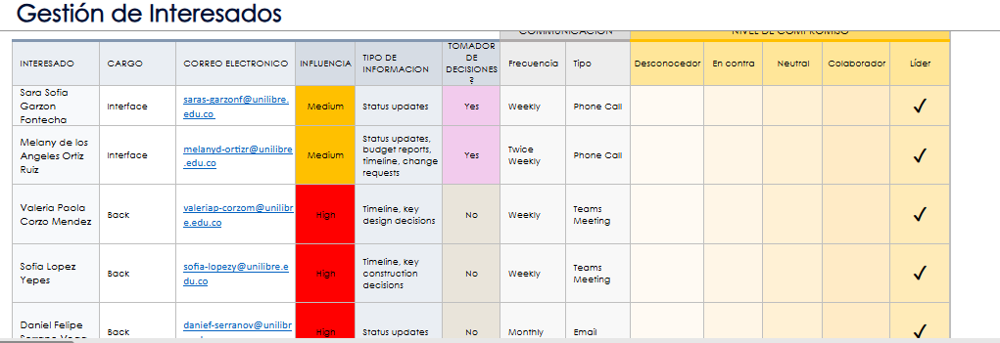 Gestión de Interesados
COMMUNICACIÓN NIVEL DE COMPROMISO
INTERESADO CARGO CORREO ELECTRONICO INFLUENCIA TIPO DE INFORMACION TOMADOR DE DECISIONES? Frecuencia Tipo Desconocedor En contra Neutral Colaborador Líder
Sara Sofia Garzon Fontecha Interface saras-garzonf@unilibre.edu.co Medium Status updates Yes Weekly Phone Call ✓
Melany de los Angeles Ortiz Ruiz Interface melanyd-ortizr@unilibre.edu.co Medium Status updates, budget reports, timeline, change requests Yes Twice Weekly Phone Call ✓
Valeria Paola Corzo Mendez Back valeriap-corzom@unilibre.edu.co High Timeline, key design decisions No Weekly Teams Meeting ✓
Sofia Lopez Yepes Back sofia-lopezy@unilibre.edu.co High Timeline, key construction decisions No Weekly Teams Meeting ✓
Daniel Felipe Serrano Vega Back danief-serranov@unilibr High Status updates No Monthly Email ✓